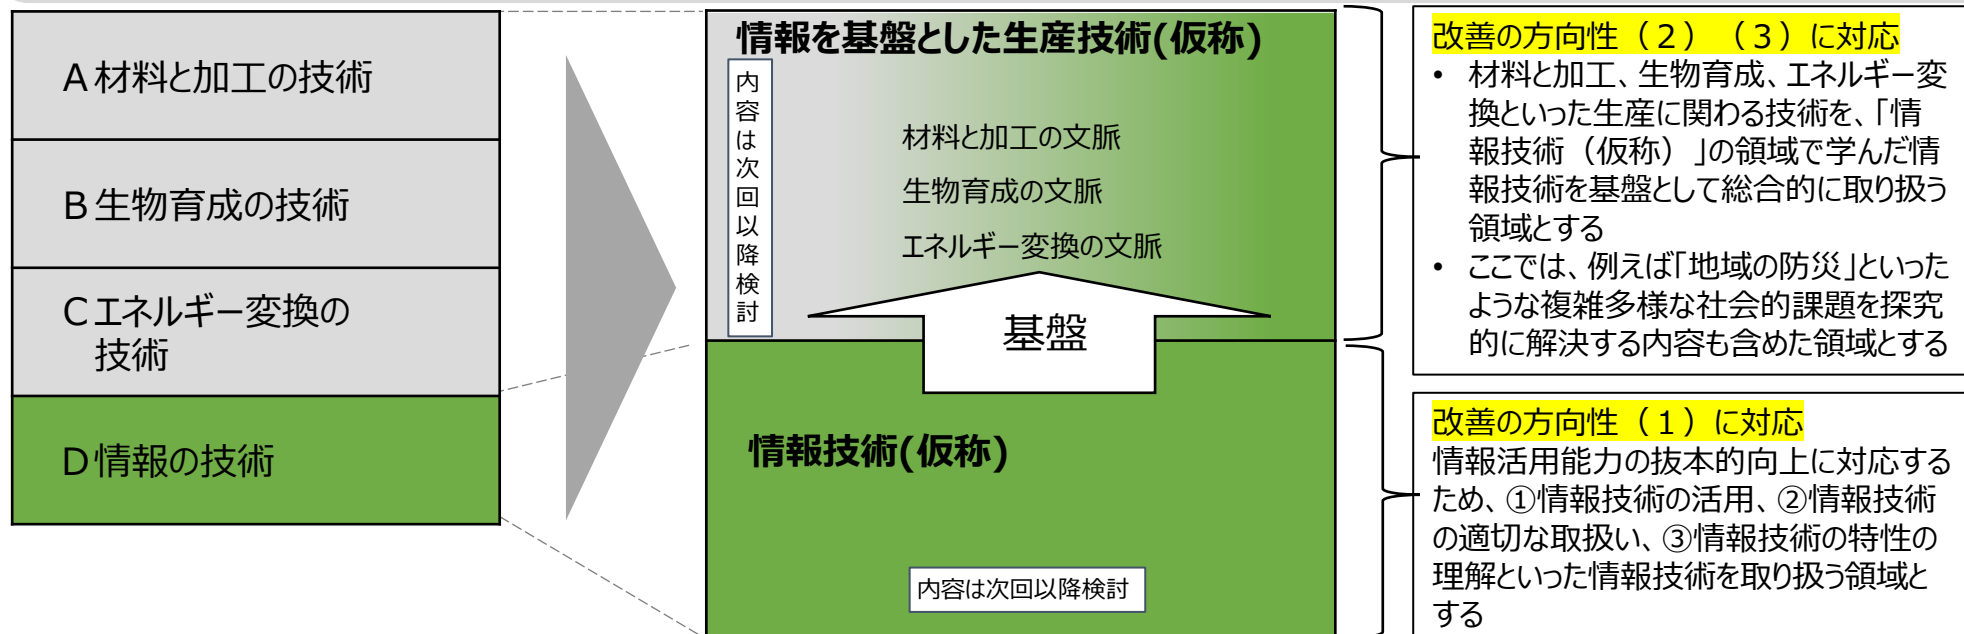 A 材料と加工の技術
B 生物育成の技術
C エネルギー変換の
技術
D 情報の技術
情報を基盤とした生産技術(仮称)
内容は次回以降検討
材料と加工の文脈
生物育成の文脈
エネルギー変換の文脈
基盤
情報技術(仮称)
内容は次回以降検討
改善の方向性（２）（３）に対応
• 材料と加工、生物育成、エネルギー変
換といった生産に関わる技術を、「情
報技術（仮称）」の領域で学んだ情
報技術を基盤として総合的に取り扱う
領域とする
• ここでは、例えば「地域の防災」といった
ような複雑多様な社会的課題を探究
的に解決する内容も含めた領域とする
改善の方向性（１）に対応
情報活用能力の抜本的向上に対応する
ため、①情報技術の活用、②情報技術
の適切な取扱い、③情報技術の特性の
理解といった情報技術を取り扱う領域と
する